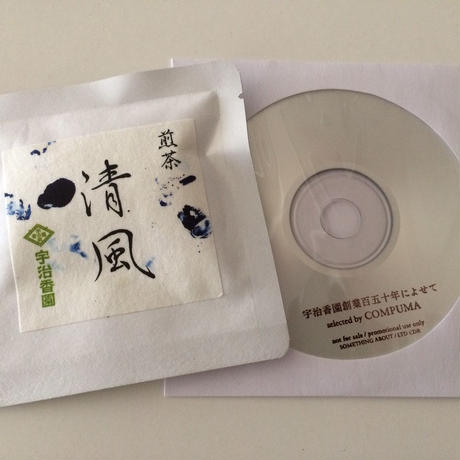 煎茶
清風
宇治香園
宇治香園創業百五十年によせて
selected by COMPUMA
not for sale / promotional use only
SOMETHING ABOUT / LTD CDR